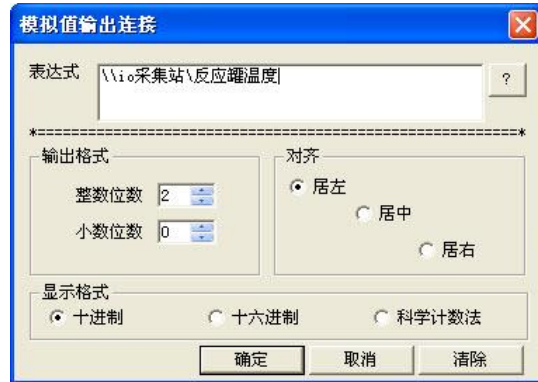 模拟值输出连接
表达式 \\io采集站\反应罐温度 ?
*==================================================*
输出格式 对齐
整数位数 2 居左
居中
小数位数 0
居右
显示格式
十进制 十六进制 科学计数法
确定 取消 清除